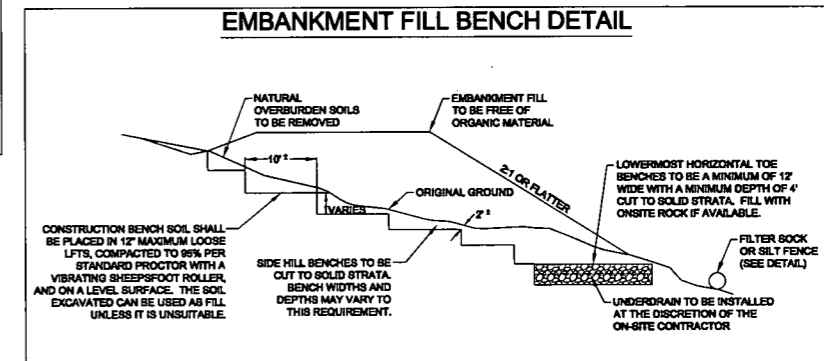 EMBANKMENT FILL BENCH DETAIL
NATURAL
OVERBURDEN SOILS
TO BE REMOVED
EMBANKMENT FILL
TO BE FREE OF
ORGANIC MATERIAL
10'±
2:1 OR FLATTER
LOWERMOST HORIZONTAL TOE
BENCHES TO BE A MINIMUM OF 12'
WIDE WITH A MINIMUM DEPTH OF 4'
CUT TO SOLID STRATA. FILL WITH
ONSITE ROCK IF AVAILABLE.
ORIGINAL GROUND
VARIES
2'±
CONSTRUCTION BENCH SOIL SHALL
BE PLACED IN 12" MAXIMUM LOOSE
LFTS, COMPACTED TO 95% PER
STANDARD PROCTOR WITH A
VIBRATING SHEEPSFOOT ROLLER,
AND ON A LEVEL SURFACE. THE SOIL
EXCAVATED CAN BE USED AS FILL
UNLESS IT IS UNSUITABLE.
SIDE HILL BENCHES TO BE
CUT TO SOLID STRATA.
BENCH WIDTHS AND
DEPTHS MAY VARY TO
THIS REQUIREMENT.
FILTER SOCK
OR SILT FENCE
(SEE DETAIL)
UNDERDRAIN TO BE INSTALLED
AT THE DISCRETION OF THE
ON-SITE CONTRACTOR